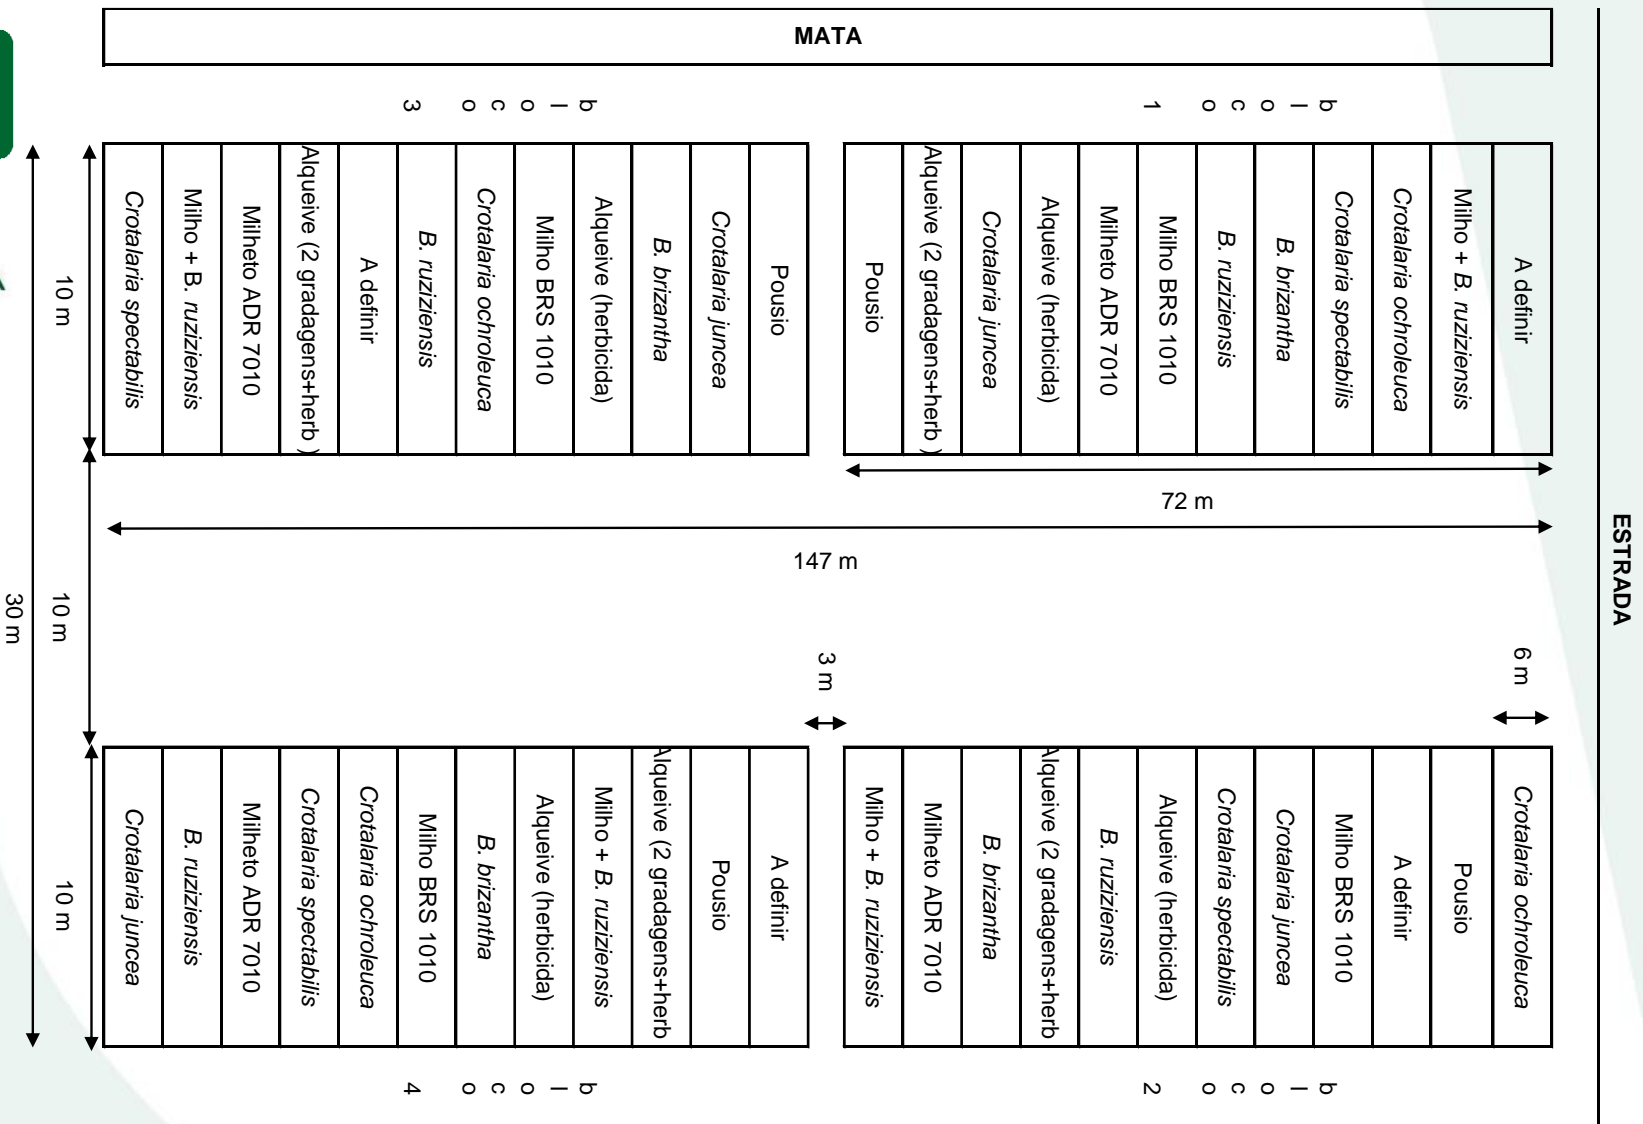 MATA
bloco 3
bloco 1
Crotalaria spectabilis
Milho + B. ruziziensis
Milheto ADR 7010
Alqueive (2 gradagens+herb )
A definir
B. ruziziensis
Crotalaria ochroleuca
Milho BRS 1010
Alqueive (herbicida)
B. brizantha
Crotalaria juncea
Pousio
Pousio
Alqueive (2 gradagens+herb )
Crotalaria juncea
Alqueive (herbicida)
Milheto ADR 7010
Milho BRS 1010
B. ruziziensis
B. brizantha
Crotalaria spectabilis
Crotalaria ochroleuca
Milho + B. ruziziensis
A definir
10 m
72 m
147 m
ESTRADA
30 m
10 m
3 m
6 m
10 m
Crotalaria juncea
B. ruziziensis
Milheto ADR 7010
Crotalaria spectabilis
Crotalaria ochroleuca
Milho BRS 1010
B. brizantha
Alqueive (herbicida)
Milho + B. ruziziensis
Alqueive (2 gradagens+herb
Pousio
A definir
Milho + B. ruziziensis
Milheto ADR 7010
B. brizantha
Alqueive (2 gradagens+herb
B. ruziziensis
Alqueive (herbicida)
Crotalaria spectabilis
Crotalaria juncea
Milho BRS 1010
A definir
Pousio
Crotalaria ochroleuca
bloco 4
bloco 2